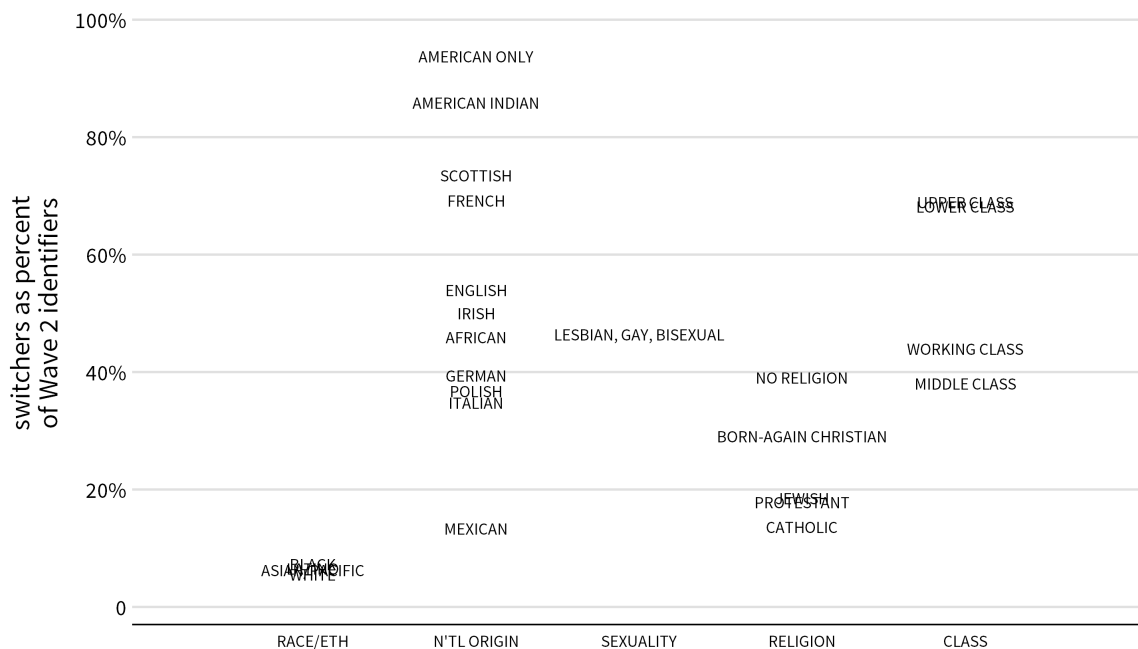 100%
AMERICAN ONLY
AMERICAN INDIAN
80%
SCOTTISH
FRENCH
UPPER CLASS
LOWER CLASS
switchers as percent
of Wave 2 identifiers
60%
ENGLISH
IRISH
AFRICAN
LESBIAN, GAY, BISEXUAL
WORKING CLASS
40%
GERMAN
NO RELIGION
MIDDLE CLASS
POLISH
ITALIAN
BORN-AGAIN CHRISTIAN
20%
JEWISH
PROTESTANT
MEXICAN
CATHOLIC
BLACK
WHITE
0
RACE/ETH
N'TL ORIGIN
SEXUALITY
RELIGION
CLASS